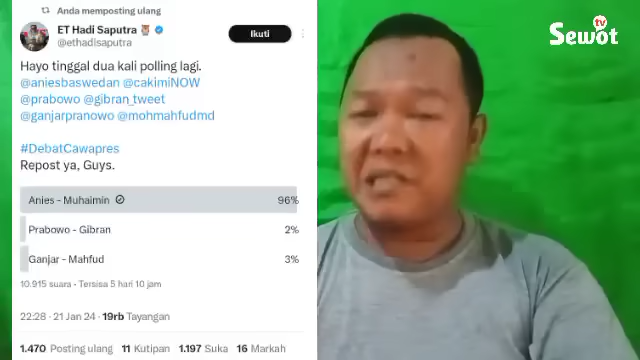 Anda memposting ulang
ET Hadi Saputra
@ethadisaputra
Ikuti
Hayo tinggal dua kali polling lagi.
@aniesbaswedan @cakimiNOW
@prabowo @gibran_tweet
@ganjarpranowo @mohmahfudmd
#DebatCawapres
Repost ya, Guys.
Anies - Muhaimin 96%
Prabowo - Gibran 2%
Ganjar - Mahfud 3%
10.915 suara · Tersisa 5 hari 10 jam
22:28 · 21 Jan 24 · 19rb Tayangan
1.470 Posting ulang 11 Kutipan 1.197 Suka 16 Markah
Sewot tv